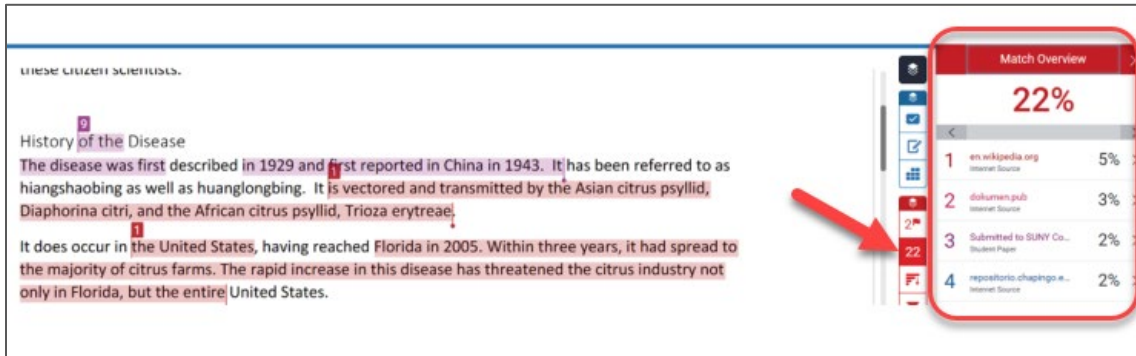 these citizen scientists.
9
History of the Disease
The disease was first described in 1929 and first reported in China in 1943. It has been referred to as
1
hiangshaobing as well as huanglongbing. It is vectored and transmitted by the Asian citrus psyllid,
Diaphorina citri, and the African citrus psyllid, Trioza erytreae.
1
It does occur in the United States, having reached Florida in 2005. Within three years, it had spread to
the majority of citrus farms. The rapid increase in this disease has threatened the citrus industry not
only in Florida, but the entire United States.
2
22
Match Overview
22%
1 en.wikipedia.org 5%
Internet Source
2 dokumen.pub 3%
Internet Source
3 Submitted to SUNY Co... 2%
Student Paper
4 repositorio.chapingo.e... 2%
Internet Source